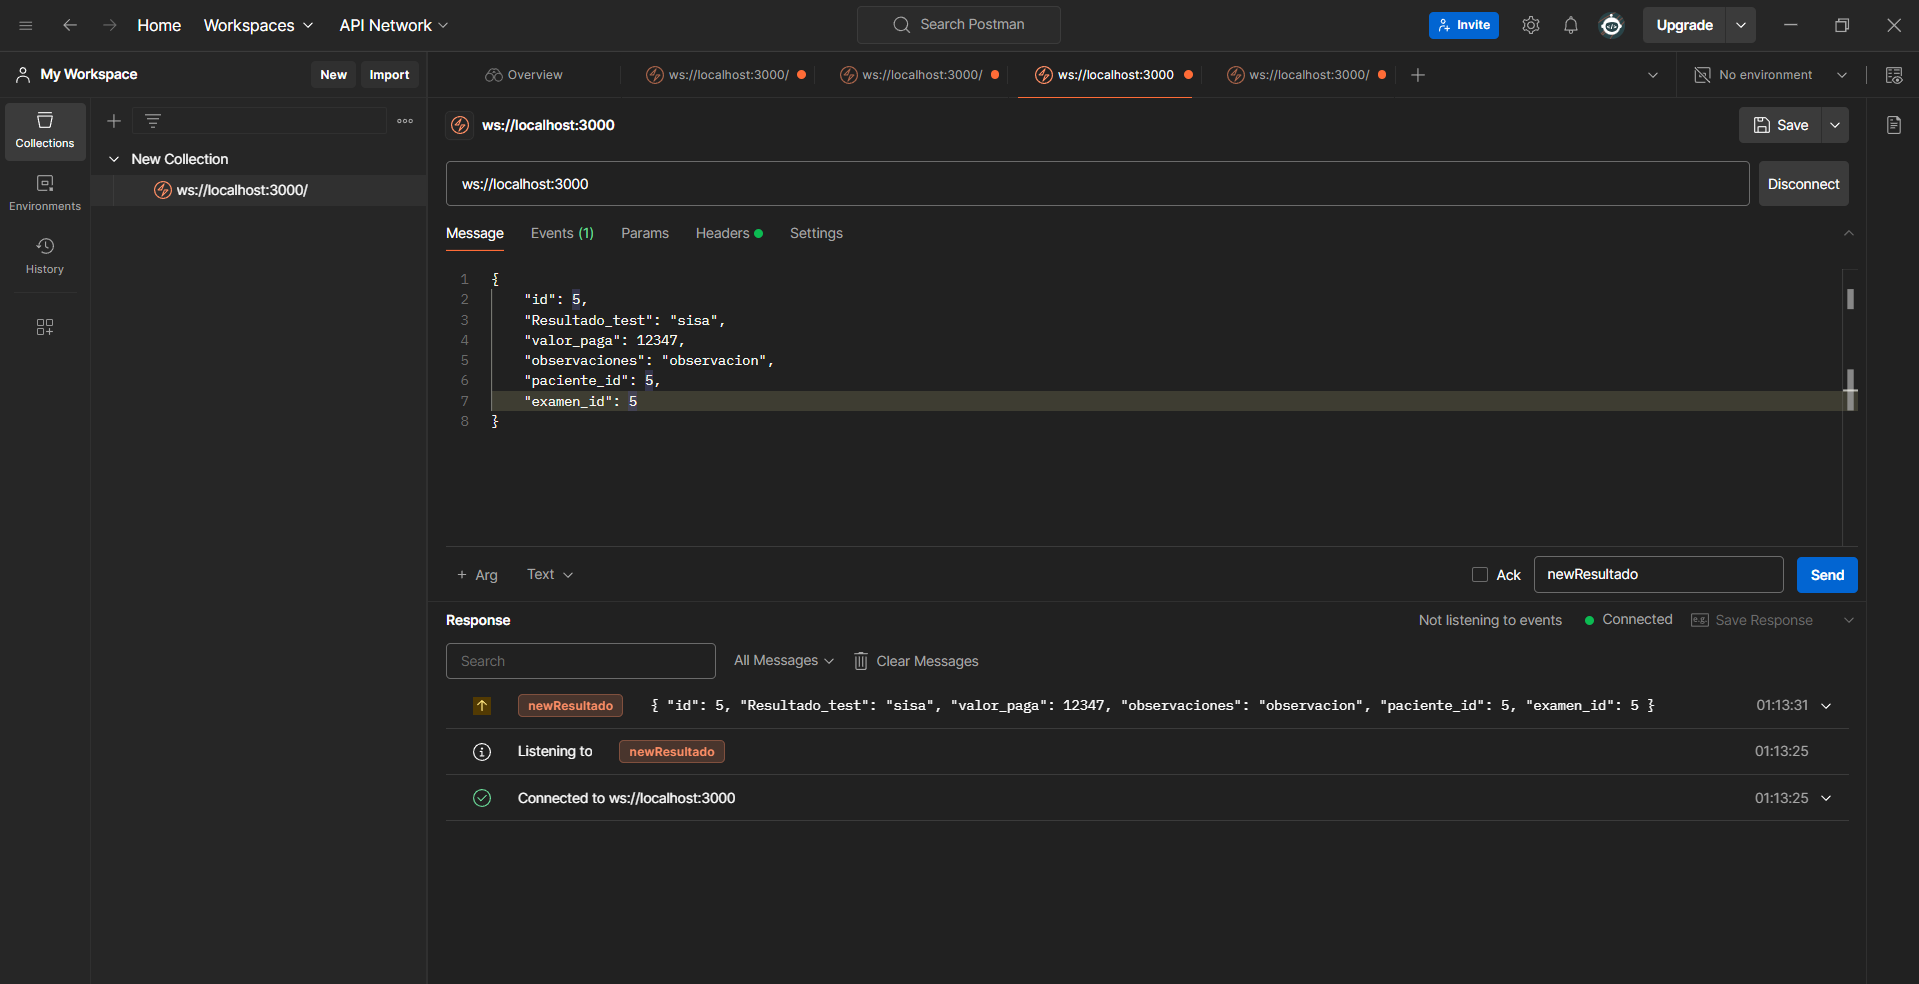 Home Workspaces API Network Search Postman Invite Upgrade
My Workspace New Import Overview ws://localhost:3000/ ws://localhost:3000/ ws://localhost:3000 ws://localhost:3000/ No environment
Collections
Environments
History
New Collection
ws://localhost:3000/
ws://localhost:3000 Save
ws://localhost:3000 Disconnect
Message Events (1) Params Headers Settings
1 {
2 "id": 5,
3 "Resultado_test": "sisa",
4 "valor_paga": 12347,
5 "observaciones": "observacion",
6 "paciente_id": 5,
7 "examen_id": 5
8 }
+ Arg Text Ack newResultado Send
Response Not listening to events Connected e.g. Save Response
Search All Messages Clear Messages
newResultado { "id": 5, "Resultado_test": "sisa", "valor_paga": 12347, "observaciones": "observacion", "paciente_id": 5, "examen_id": 5 } 01:13:31
Listening to newResultado 01:13:25
Connected to ws://localhost:3000 01:13:25